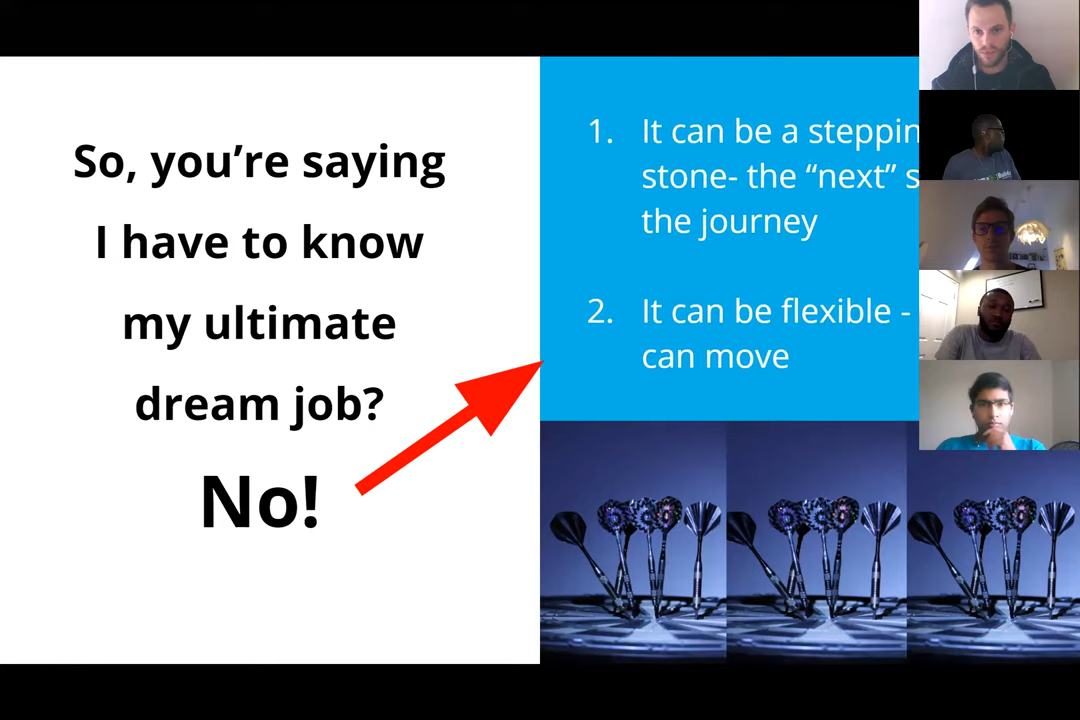 So, you’re saying
I have to know
my ultimate
dream job?
No!
1. It can be a
stone- the “next”
the journey
2. It can be flexible -
can move